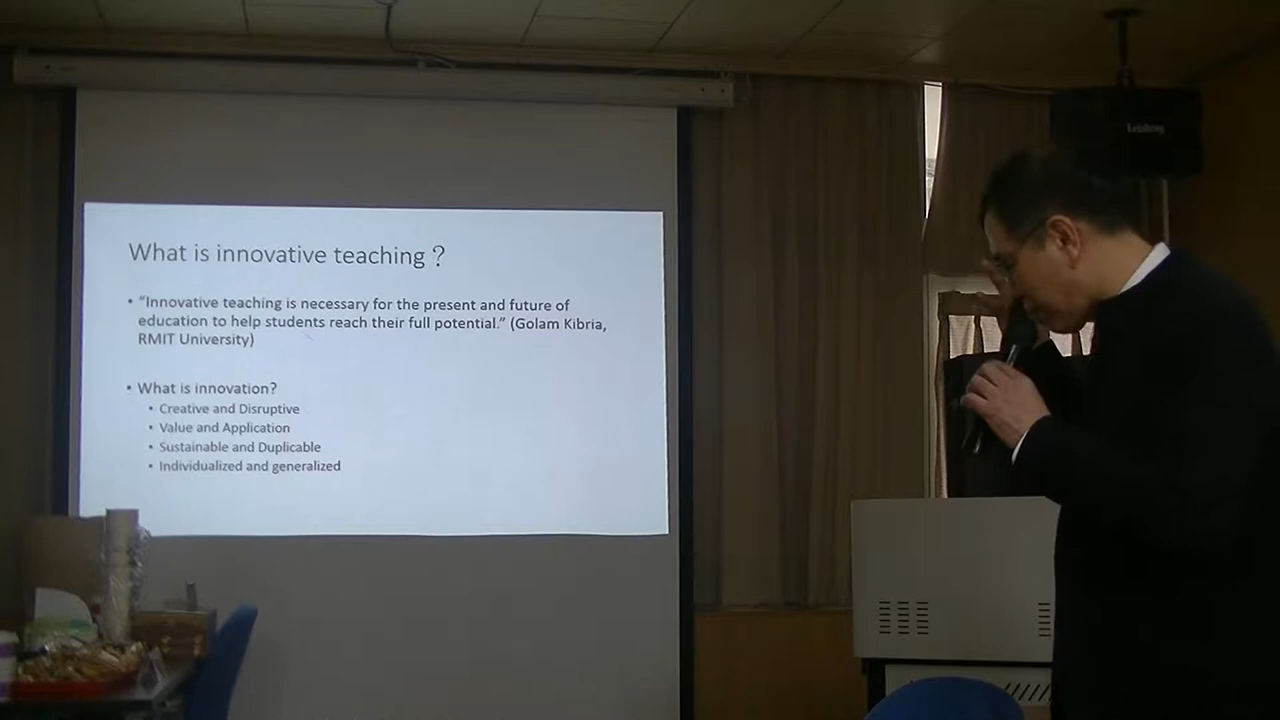 What is innovative teaching？
• “Innovative teaching is necessary for the present and future of
education to help students reach their full potential.” (Golam Kibria,
RMIT University)
• What is innovation?
• Creative and Disruptive
• Value and Application
• Sustainable and Duplicable
• Individualized and generalized